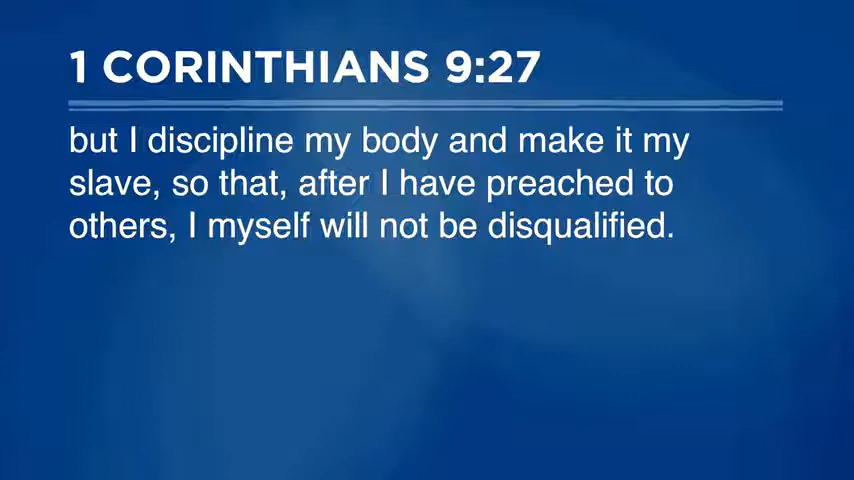 1 CORINTHIANS 9:27
but I discipline my body and make it my
slave, so that, after I have preached to
others, I myself will not be disqualified.